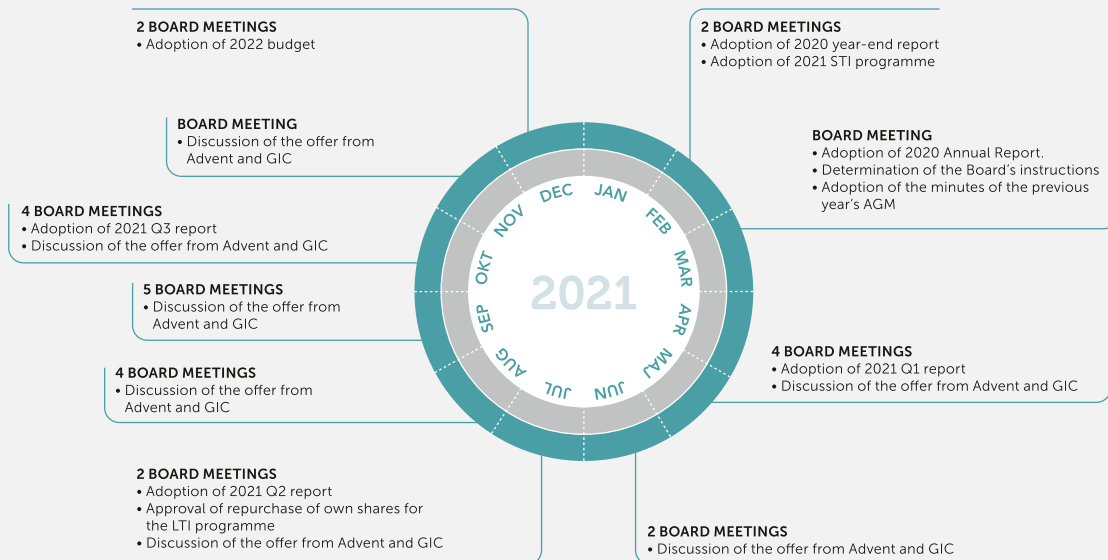 2 BOARD MEETINGS
• Adoption of 2022 budget
2 BOARD MEETINGS
• Adoption of 2020 year-end report
• Adoption of 2021 STI programme
BOARD MEETING
• Discussion of the offer from
Advent and GIC
BOARD MEETING
• Adoption of 2020 Annual Report.
• Determination of the Board's instructions
• Adoption of the minutes of the previous
year's AGM
4 BOARD MEETINGS
• Adoption of 2021 Q3 report
• Discussion of the offer from Advent and GIC
5 BOARD MEETINGS
• Discussion of the offer from
Advent and GIC
JAN
FEB
MAR
APR
MAJ
JUN
JUL
AUG
SEP
OKT
NOV
DEC
2021
4 BOARD MEETINGS
• Adoption of 2021 Q1 report
• Discussion of the offer from Advent and GIC
4 BOARD MEETINGS
• Discussion of the offer from
Advent and GIC
2 BOARD MEETINGS
• Adoption of 2021 Q2 report
• Approval of repurchase of own shares for
the LTI programme
• Discussion of the offer from Advent and GIC
2 BOARD MEETINGS
• Discussion of the offer from Advent and GIC